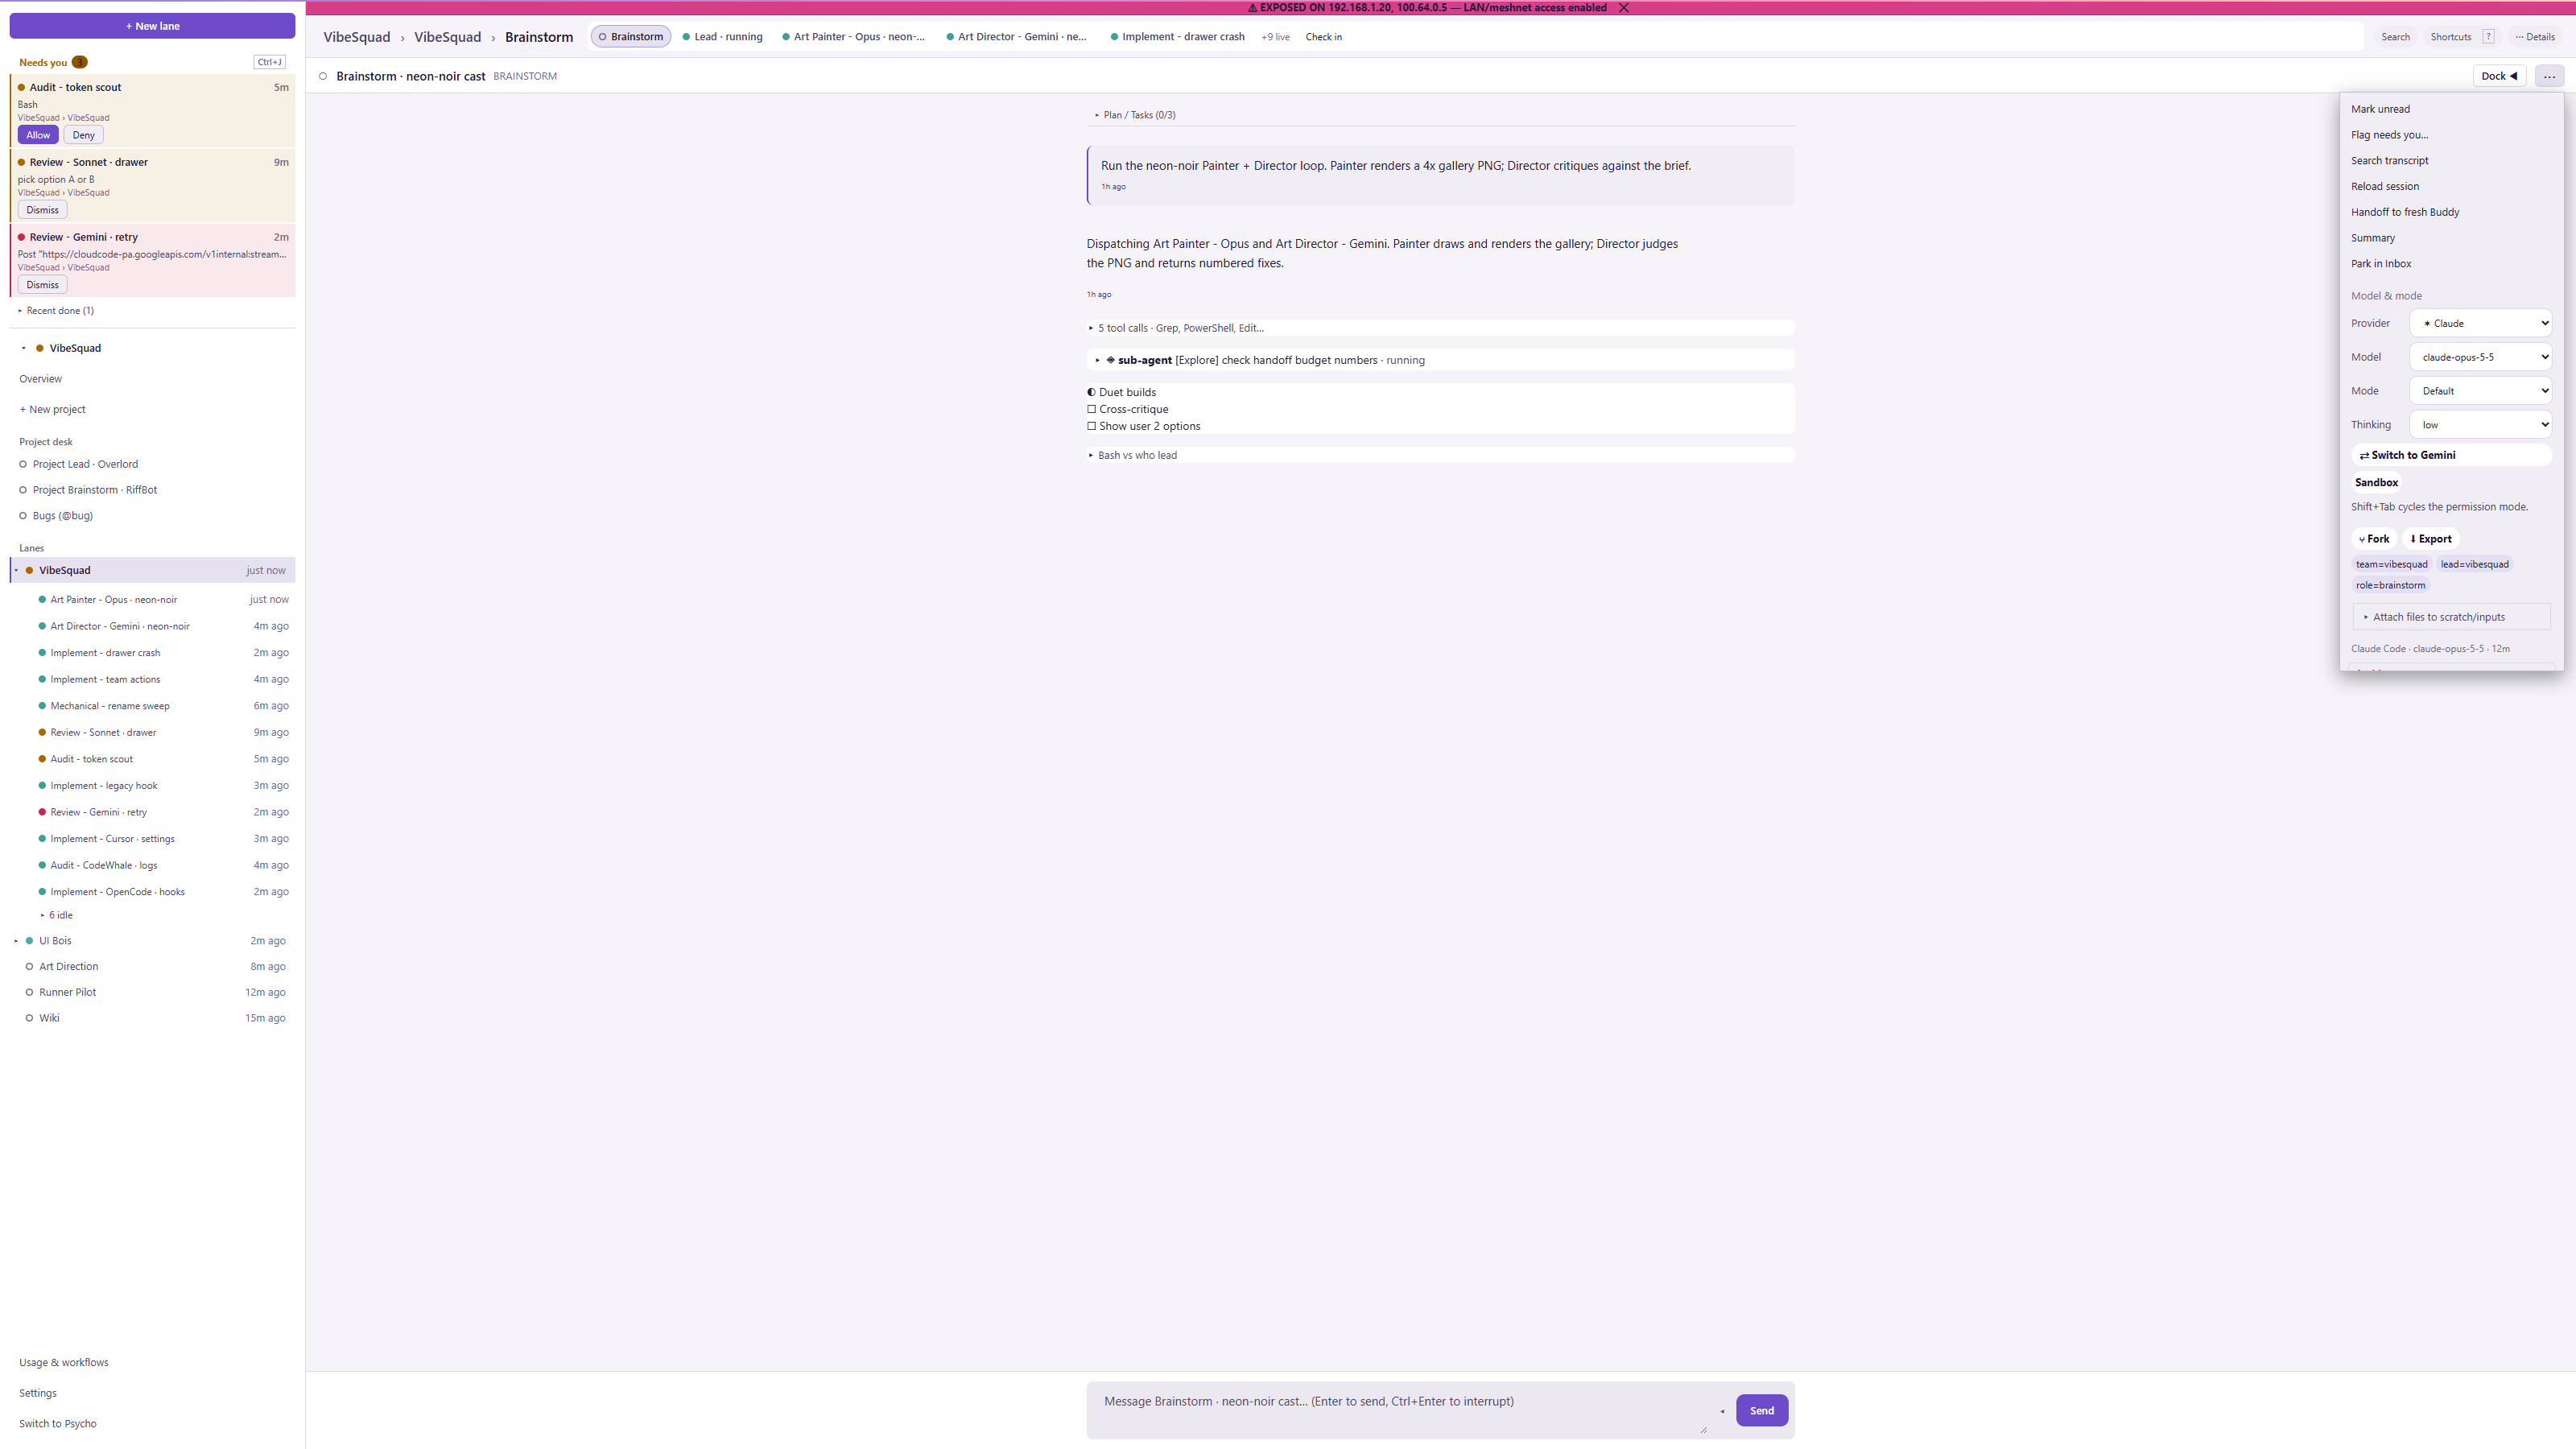 ⚠ EXPOSED ON 192.168.1.20, 100.64.0.5 — LAN/meshnet access enabled ✕
+ New lane
Needs you 3 Ctrl+J
Audit - token scout 5m
Bash
VibeSquad › VibeSquad
Allow Deny
Review - Sonnet · drawer 9m
pick option A or B
VibeSquad › VibeSquad
Dismiss
Review - Gemini · retry 2m
Post "https://cloudcode-pa.googleapis.com/v1internal:stream...
VibeSquad › VibeSquad
Dismiss
▸ Recent done (1)
VibeSquad
Overview
+ New project
Project desk
Project Lead · Overlord
Project Brainstorm · RiffBot
Bugs (@bug)
Lanes
VibeSquad just now
Art Painter - Opus · neon-noir just now
Art Director - Gemini · neon-noir 4m ago
Implement - drawer crash 2m ago
Implement - team actions 4m ago
Mechanical - rename sweep 6m ago
Review - Sonnet · drawer 9m ago
Audit - token scout 5m ago
Implement - legacy hook 3m ago
Review - Gemini · retry 2m ago
Implement - Cursor · settings 3m ago
Audit - CodeWhale · logs 4m ago
Implement - OpenCode · hooks 2m ago
▸ 6 idle
UI Bois 2m ago
Art Direction 8m ago
Runner Pilot 12m ago
Wiki 15m ago
Usage & workflows
Settings
Switch to Psycho
VibeSquad › VibeSquad › Brainstorm
Brainstorm
Lead · running
Art Painter - Opus · neon-...
Art Director - Gemini · ne...
Implement - drawer crash
+9 live
Check in
Search
Shortcuts ?
··· Details
Brainstorm · neon-noir cast BRAINSTORM
Dock ◀ ...
▸ Plan / Tasks (0/3)
Run the neon-noir Painter + Director loop. Painter renders a 4x gallery PNG; Director critiques against the brief.
1h ago
Dispatching Art Painter - Opus and Art Director - Gemini. Painter draws and renders the gallery; Director judges
the PNG and returns numbered fixes.
1h ago
▸ 5 tool calls · Grep, PowerShell, Edit...
▸ sub-agent [Explore] check handoff budget numbers · running
◐ Duet builds
☐ Cross-critique
☐ Show user 2 options
▸ Bash vs who lead
Message Brainstorm · neon-noir cast... (Enter to send, Ctrl+Enter to interrupt)
Send
Mark unread
Flag needs you...
Search transcript
Reload session
Handoff to fresh Buddy
Summary
Park in Inbox
Model & mode
Provider ✶ Claude
Model claude-opus-5-5
Mode Default
Thinking low
⇄ Switch to Gemini
Sandbox
Shift+Tab cycles the permission mode.
⑂ Fork ⬇ Export
team=vibesquad lead=vibesquad
role=brainstorm
▸ Attach files to scratch/inputs
Claude Code · claude-opus-5-5 · 12m